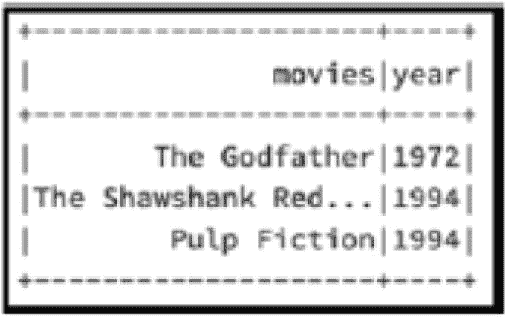 +--------------------+----+
|              movies|year|
+--------------------+----+
|       The Godfather|1972|
|The Shawshank Red...|1994|
|        Pulp Fiction|1994|
+--------------------+----+